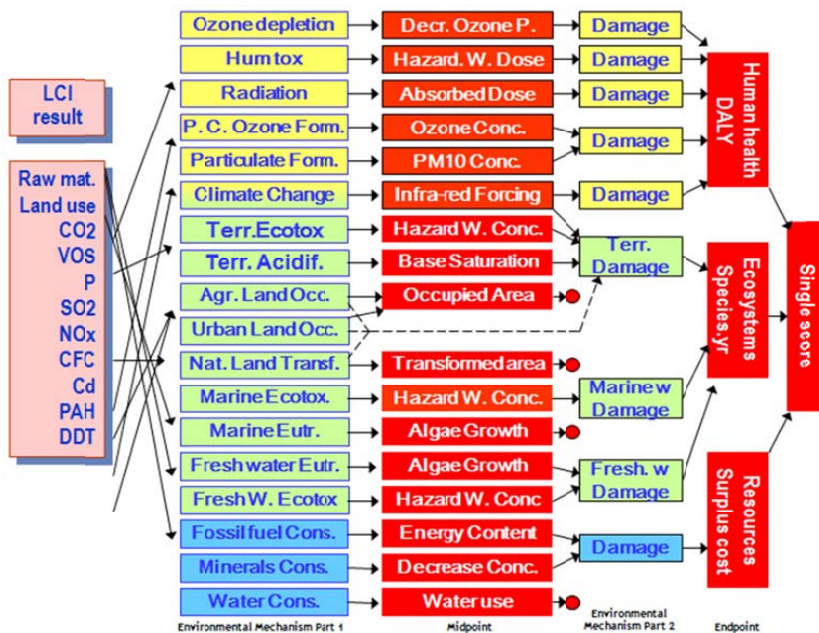 LCI
result
Raw mat.
Land use
CO2
VOS
P
SO2
NOx
CFC
Cd
PAH
DDT
Ozone depletion
Hum tox
Radiation
P. C. Ozone Form.
Particulate Form.
Climate Change
Terr.Ecotox
Terr. Acidif.
Agr. Land Occ.
Urban Land Occ.
Nat. Land Transf.
Marine Ecotox.
Marine Eutr.
Fresh water Eutr.
Fresh W. Ecotox
Fossil fuel Cons.
Minerals Cons.
Water Cons.
Environmental Mechanism Part 1
Decr. Ozone P.
Hazard. W. Dose
Absorbed Dose
Ozone Conc.
PM10 Conc.
Infra-red Forcing
Hazard W. Conc.
Base Saturation
Occupied Area
Transformed area
Hazard W. Conc.
Algae Growth
Algae Growth
Hazard W. Conc
Energy Content
Decrease Conc.
Water use
Midpoint
Damage
Damage
Damage
Damage
Damage
Terr.
Damage
Marine w
Damage
Fresh. w
Damage
Damage
Environmental
Mechanism Part 2
Human health
DALY
Ecosystems
Species.yr
Resources
Surplus cost
Endpoint
Single score